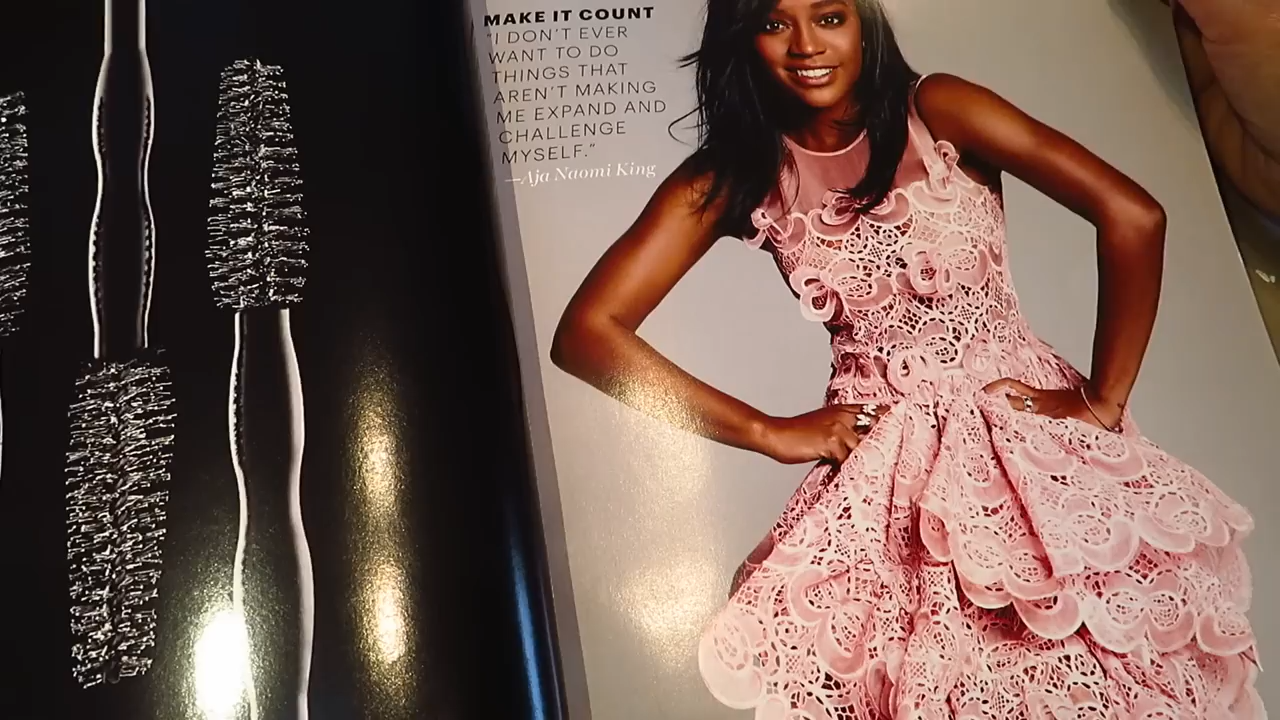 MAKE IT COUNT
"I DON'T EVER
WANT TO DO
THINGS THAT
AREN'T MAKING
ME EXPAND AND
CHALLENGE
MYSELF."
—Aja Naomi King